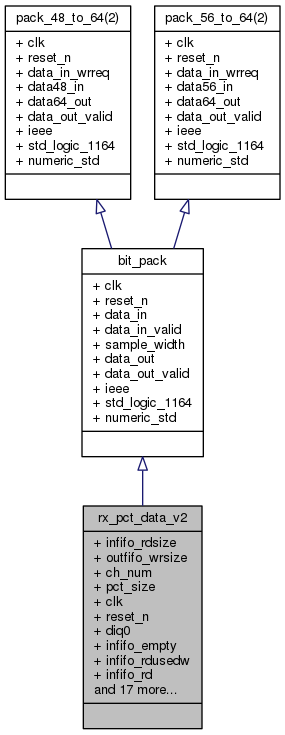 pack_48_to_64(2)
+ clk
+ reset_n
+ data_in_wrreq
+ data48_in
+ data64_out
+ data_out_valid
+ ieee
+ std_logic_1164
+ numeric_std
pack_56_to_64(2)
+ clk
+ reset_n
+ data_in_wrreq
+ data56_in
+ data64_out
+ data_out_valid
+ ieee
+ std_logic_1164
+ numeric_std
bit_pack
+ clk
+ reset_n
+ data_in
+ data_in_valid
+ sample_width
+ data_out
+ data_out_valid
+ ieee
+ std_logic_1164
+ numeric_std
rx_pct_data_v2
+ infifo_rdsize
+ outfifo_wrsize
+ ch_num
+ pct_size
+ clk
+ reset_n
+ diq0
+ infifo_empty
+ infifo_rdusedw
+ infifo_rd
and 17 more...